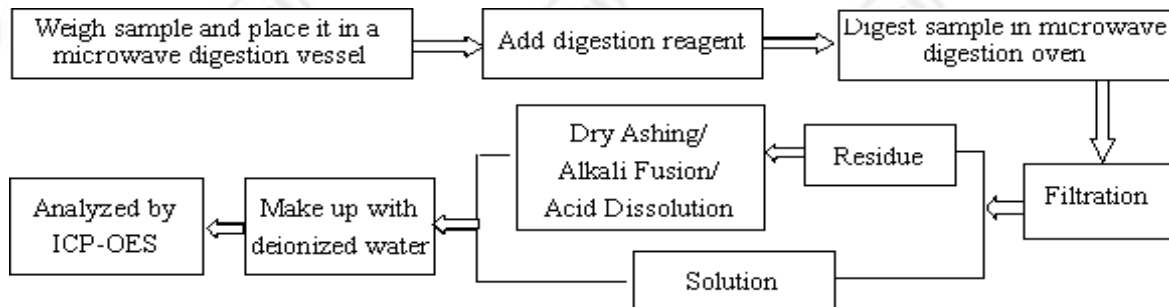 Weigh sample and place it in a
microwave digestion vessel
Add digestion reagent
Digest sample in microwave
digestion oven
Filtration
Residue
Dry Ashing/
Alkali Fusion/
Acid Dissolution
Solution
Make up with
deionized water
Analyzed by
ICP-OES